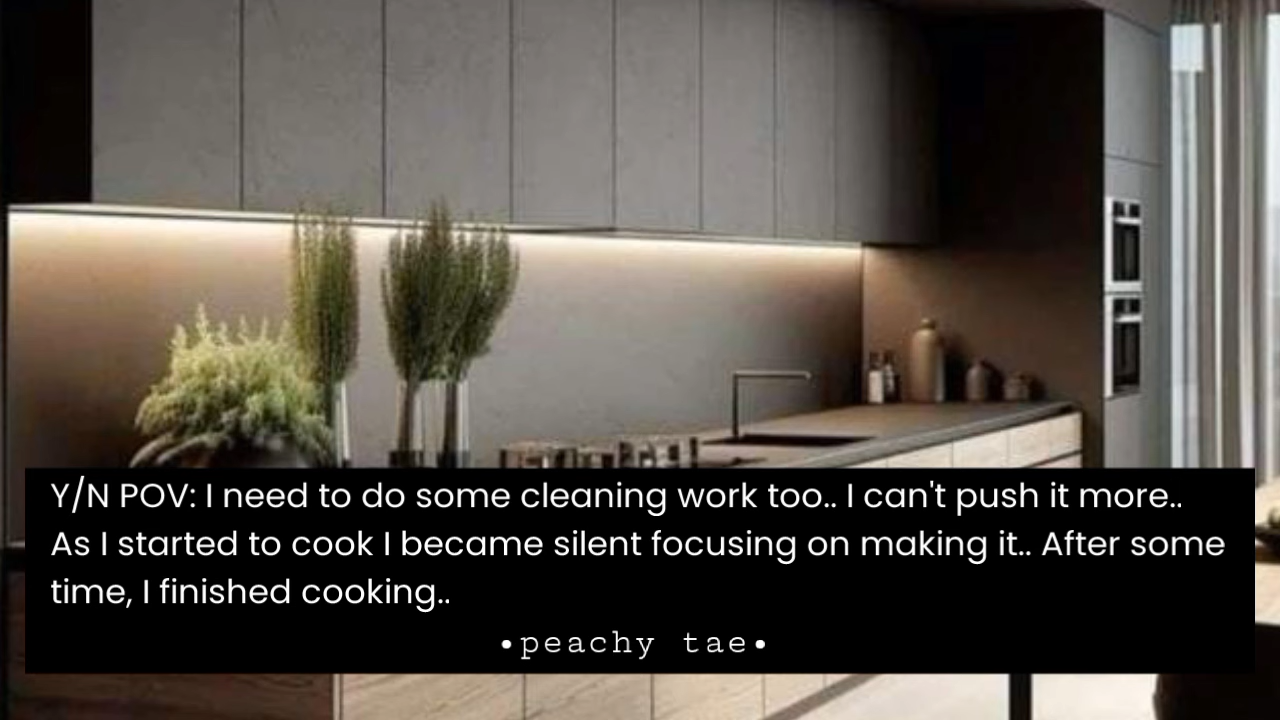 Y/N POV: I need to do some cleaning work too.. I can't push it more..
As I started to cook I became silent focusing on making it.. After some
time, I finished cooking..
•peachy tae•